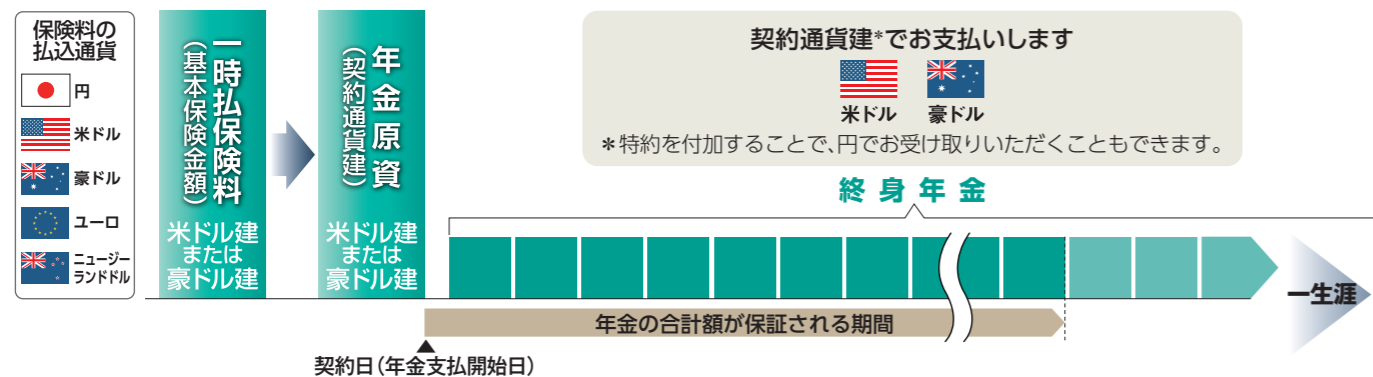 保険料の
払込通貨
円
米ドル
豪ドル
ユーロ
ニュージー
ランドドル
一時払保険料
(基本保険金額)
米ドル建
または
豪ドル建
年金原資
(契約通貨建)
米ドル建
または
豪ドル建
契約通貨建*でお支払いします
米ドル
豪ドル
*特約を付加することで、円でお受け取りいただくこともできます。
終身年金
一生涯
年金の合計額が保証される期間
契約日(年金支払開始日)